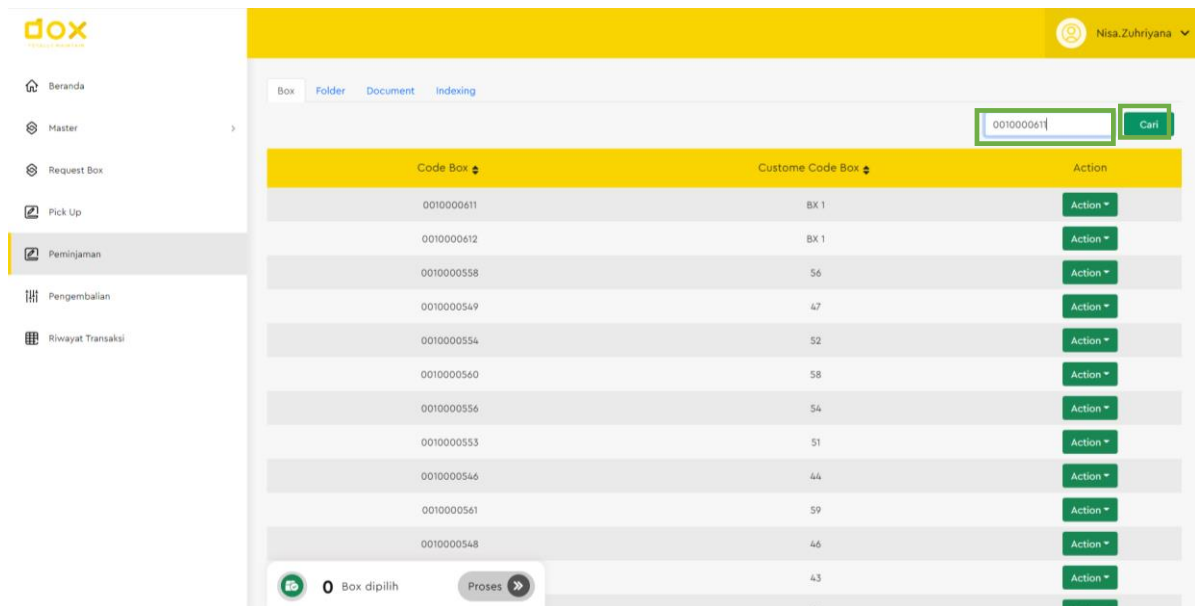 dox
Nisa.Zuhriyana
Beranda
Master
Request Box
Pick Up
Peminjaman
Pengembalian
Riwayat Transaksi
Box Folder Document Indexing
0010000611 Cari
Code Box Custome Code Box Action
0010000611 BX 1 Action
0010000612 BX 1 Action
0010000558 56 Action
0010000549 47 Action
0010000554 52 Action
0010000560 58 Action
0010000556 54 Action
0010000553 51 Action
0010000546 44 Action
0010000561 59 Action
0010000548 46 Action
43 Action
0 Box dipilih Proses